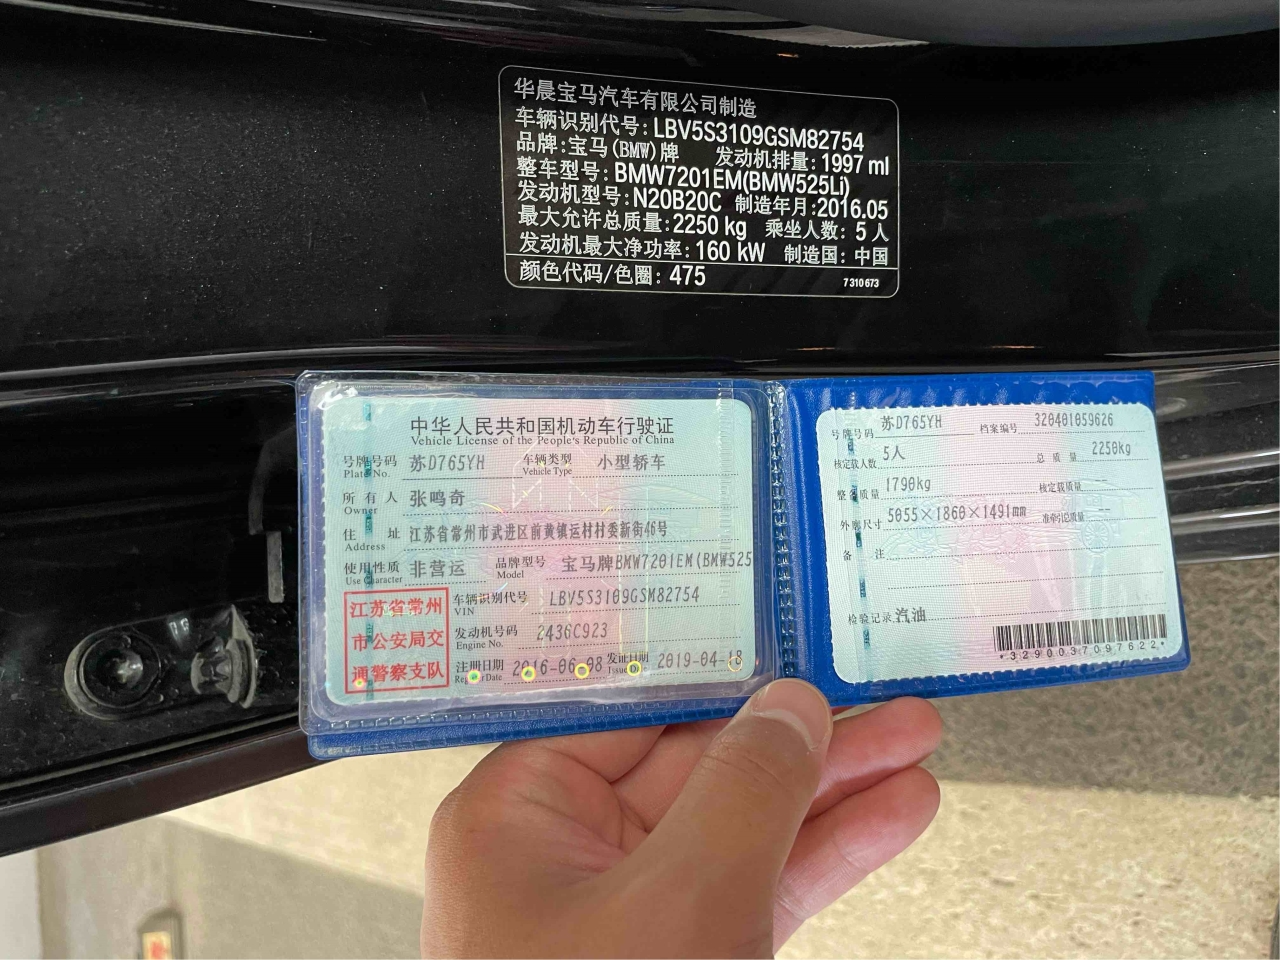 华晨宝马汽车有限公司制造
车辆识别代号: LBV5S3109GSM82754
品牌: 宝马(BMW)牌 发动机排量: 1997 ml
整车型号: BMW7201EM(BMW525Li)
发动机型号: N20B20C 制造年月: 2016.05
最大允许总质量: 2250 kg 乘坐人数: 5 人
发动机最大净功率: 160 kW 制造国: 中国
颜色代码/色圈: 475 7 310 673
中华人民共和国机动车行驶证
Vehicle License of the People's Republic of China
号牌号码 苏D765YH 车辆类型 小型轿车
Plate No. Vehicle Type
所有人 张鸣奇
Owner
住址 江苏省常州市武进区前黄镇运村村委新街46号
Address
使用性质 非营运 品牌型号 宝马牌BMW7201EM(BMW525
Use Character Model
江苏省常州
市公安局交
通警察支队
车辆识别代号 LBV5S3109GSM82754
VIN
发动机号码 2436C923
Engine No.
注册日期 2016-06-08 发证日期 2019-04-18
Register Date Issue Date
号牌号码 苏D765YH 档案编号 320401059626
核定载人数 5人 总质量 2250kg
整备质量 1790kg 核定载质量 --
外廓尺寸 5055×1860×1491mm 准牵引总质量 --
备注
检验记录 汽油
*3290037097622*